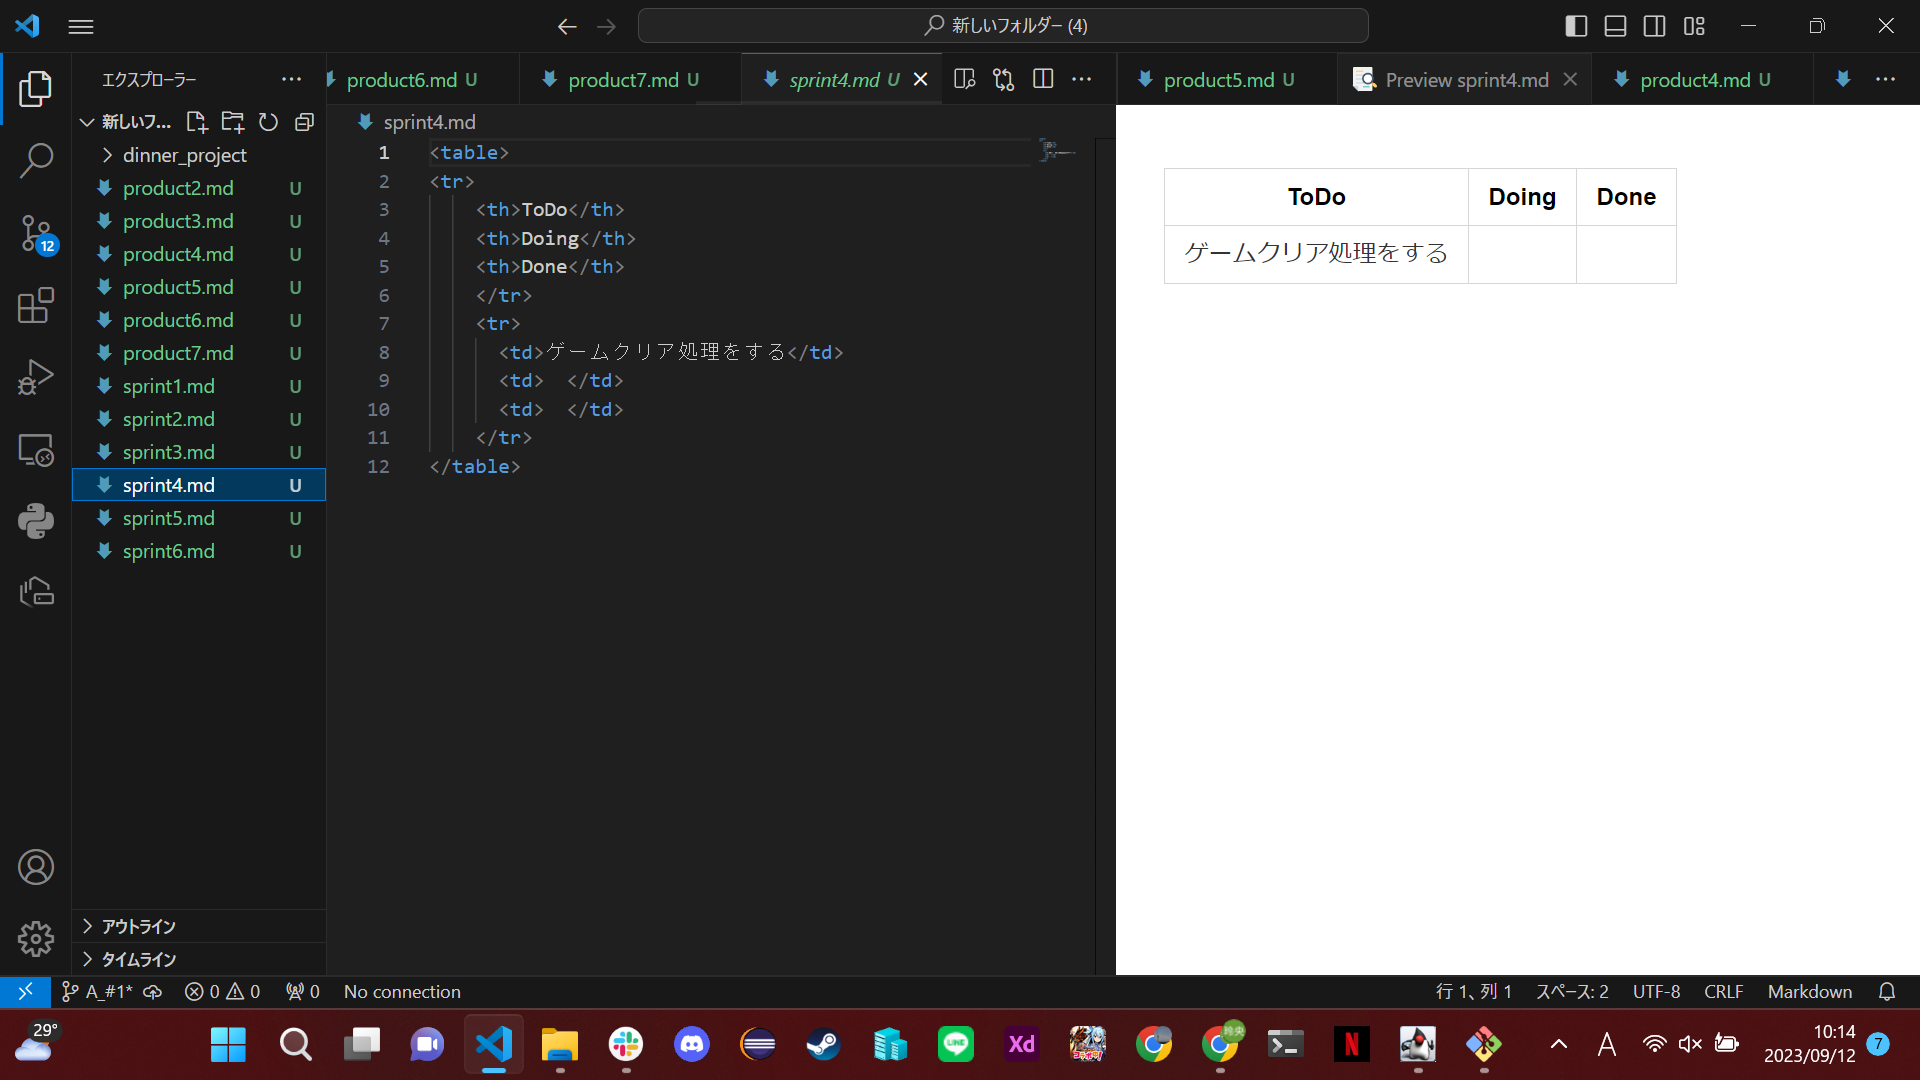 新しいフォルダー (4)
エクスプローラー
product6.md U
product7.md U
sprint4.md U
product5.md U
Preview sprint4.md
product4.md U
新しいフ...
dinner_project
product2.md U
product3.md U
product4.md U
product5.md U
product6.md U
product7.md U
sprint1.md U
sprint2.md U
sprint3.md U
sprint4.md U
sprint5.md U
sprint6.md U
12
アウトライン
タイムライン
sprint4.md
1 <table>
2 <tr>
3 <th>ToDo</th>
4 <th>Doing</th>
5 <th>Done</th>
6 </tr>
7 <tr>
8 <td>ゲームクリア処理をする</td>
9 <td> </td>
10 <td> </td>
11 </tr>
12 </table>
ToDo Doing Done
ゲームクリア処理をする
A_#1* 0 0 0 No connection
行 1、列 1 スペース: 2 UTF-8 CRLF Markdown
29°
LINE
Xd
N
A
10:14
2023/09/12
7